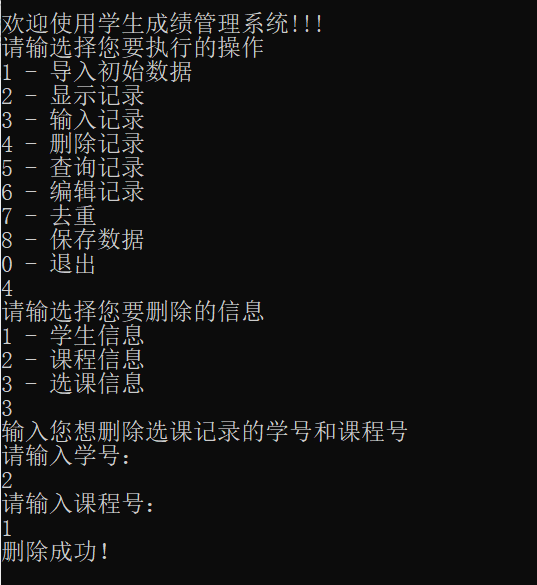 欢迎使用学生成绩管理系统!!!
请输选择您要执行的操作
1 - 导入初始数据
2 - 显示记录
3 - 输入记录
4 - 删除记录
5 - 查询记录
6 - 编辑记录
7 - 去重
8 - 保存数据
0 - 退出
4
请输选择您要删除的信息
1 - 学生信息
2 - 课程信息
3 - 选课信息
3
输入您想删除选课记录的学号和课程号
请输入学号:
2
请输入课程号:
1
删除成功!